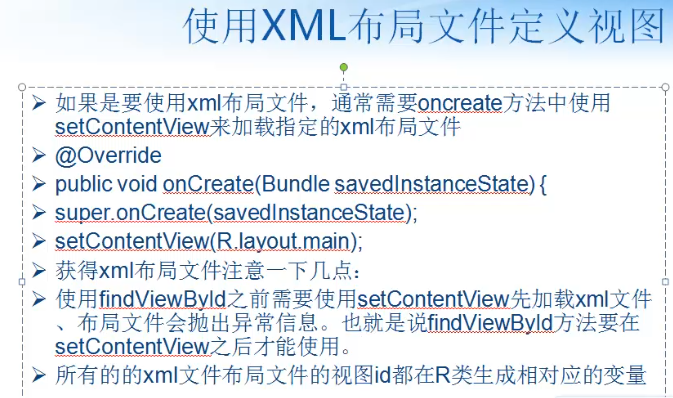 使用XML布局文件定义视图
➢ 如果是要使用xml布局文件，通常需要oncreate方法中使用
setContentView来加载指定的xml布局文件
➢ @Override
➢ public void onCreate(Bundle savedInstanceState) {
➢ super.onCreate(savedInstanceState);
➢ setContentView(R.layout.main);
➢ 获得xml布局文件注意一下几点：
➢ 使用findViewById之前需要使用setContentView先加载xml文件
、布局文件会抛出异常信息。也就是说findViewById方法要在
setContentView之后才能使用。
➢ 所有的的xml文件布局文件的视图id都在R类生成相对应的变量